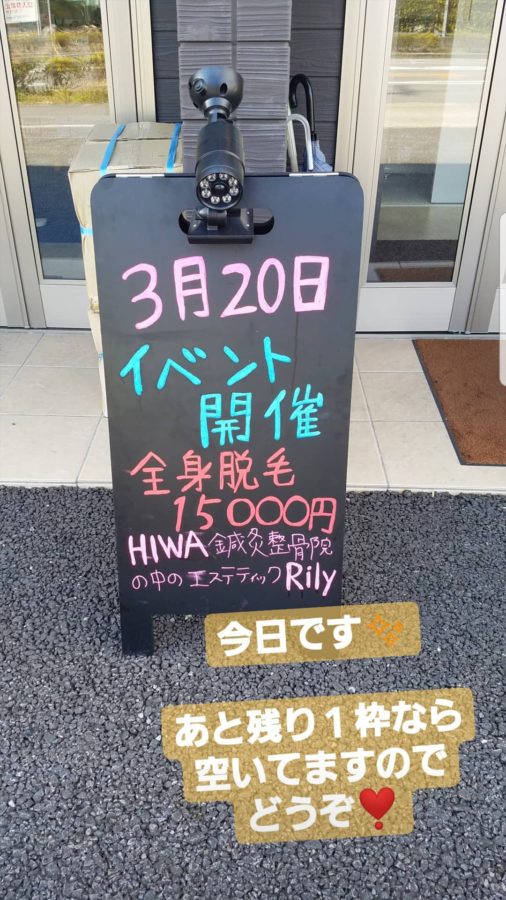 3月20日
イベント
開催
全身脱毛
15000円
HIWA鍼灸整骨院
の中のエステティックRily
今日です
あと残り1枠なら
空いてますので
どうぞ❣️